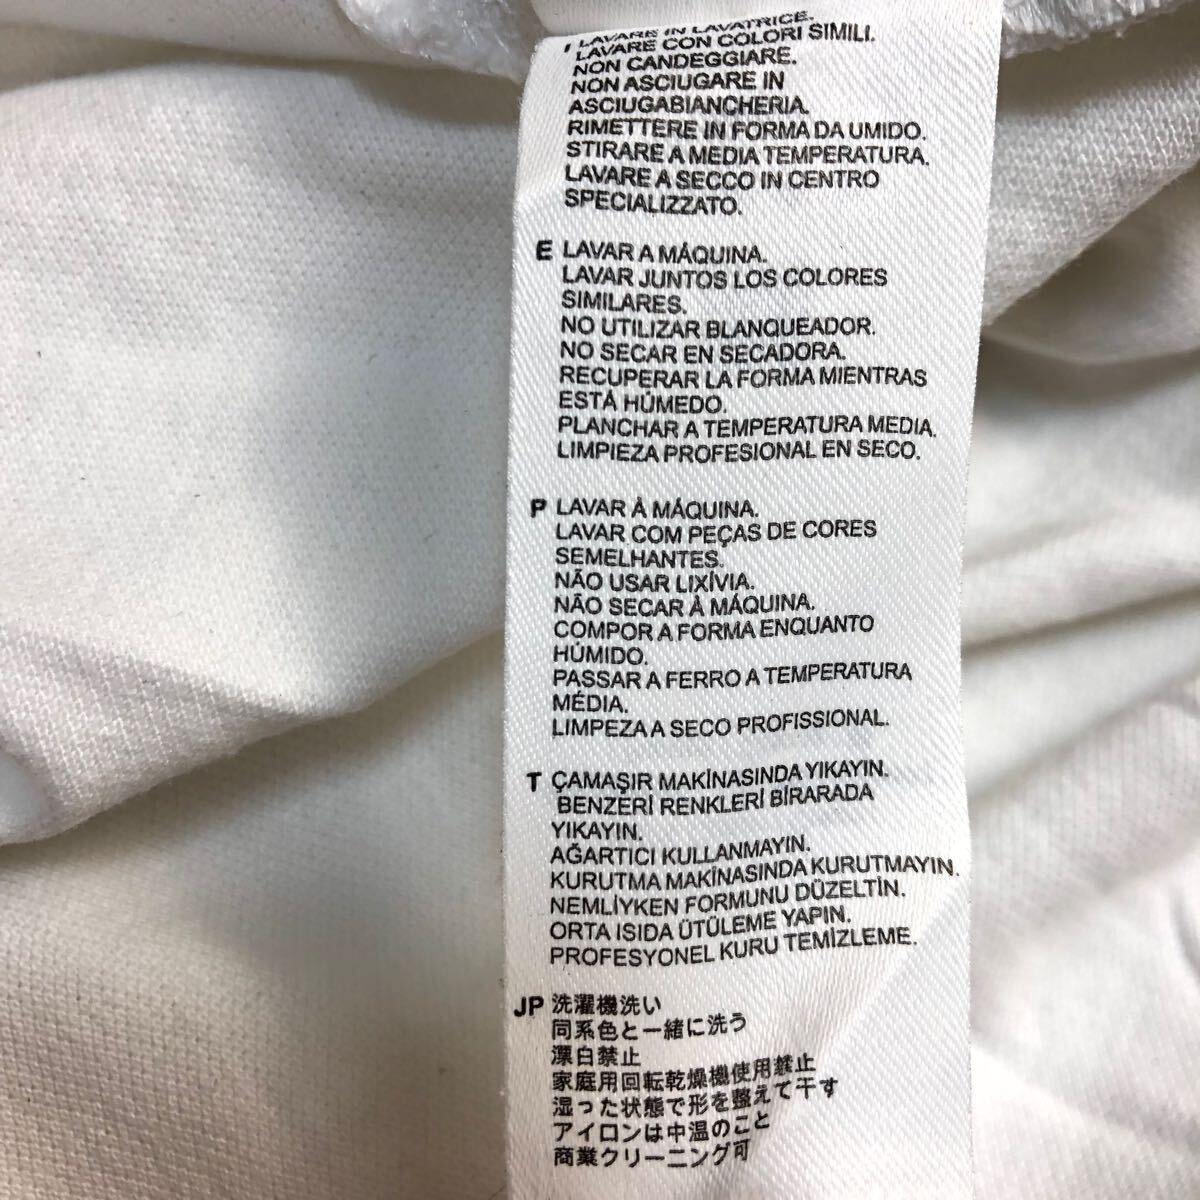 I LAVARE IN LAVATRICE.
LAVARE CON COLORI SIMILI.
NON CANDEGGIARE.
NON ASCIUGARE IN
ASCIUGABIANCHERIA.
RIMETTERE IN FORMA DA UMIDO.
STIRARE A MEDIA TEMPERATURA.
LAVARE A SECCO IN CENTRO
SPECIALIZZATO.
E LAVAR A MÁQUINA.
LAVAR JUNTOS LOS COLORES
SIMILARES.
NO UTILIZAR BLANQUEADOR.
NO SECAR EN SECADORA.
RECUPERAR LA FORMA MIENTRAS
ESTÁ HÚMEDO.
PLANCHAR A TEMPERATURA MEDIA.
LIMPIEZA PROFESIONAL EN SECO.
P LAVAR À MÁQUINA.
LAVAR COM PEÇAS DE CORES
SEMELHANTES.
NÃO USAR LIXÍVIA.
NÃO SECAR À MÁQUINA.
COMPOR A FORMA ENQUANTO
HÚMIDO.
PASSAR A FERRO A TEMPERATURA
MÉDIA.
LIMPEZA A SECO PROFISSIONAL.
T ÇAMAŞIR MAKİNASINDA YIKAYIN.
BENZERİ RENKLERİ BİRARADA
YIKAYIN.
AĞARTICI KULLANMAYIN.
KURUTMA MAKİNASINDA KURUTMAYIN.
NEMLİYKEN FORMUNU DÜZELTİN.
ORTA ISIDA ÜTÜLEME YAPIN.
PROFESYONEL KURU TEMİZLEME.
JP 洗濯機洗い
同系色と一緒に洗う
漂白禁止
家庭用回転乾燥機使用禁止
湿った状態で形を整えて干す
アイロンは中温のこと
商業クリーニング可